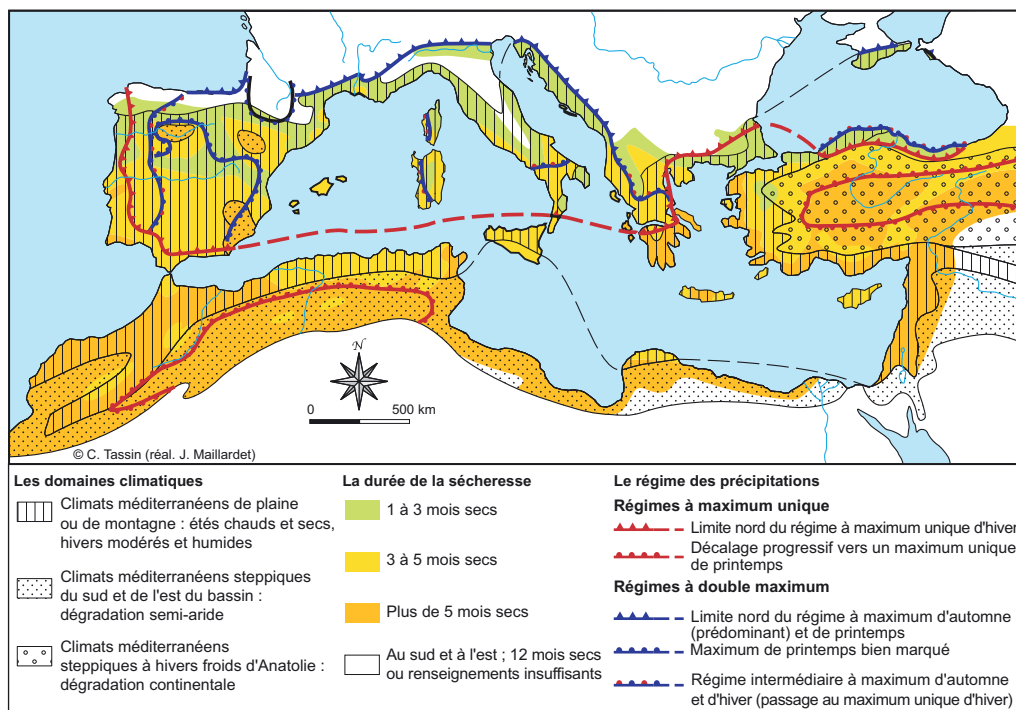 N
0 500 km
© C. Tassin (réal. J. Maillardet)
Les domaines climatiques
Climats méditerranéens de plaine
ou de montagne : étés chauds et secs,
hivers modérés et humides
Climats méditerranéens steppiques
du sud et de l'est du bassin :
dégradation semi-aride
Climats méditerranéens
steppiques à hivers froids d'Anatolie :
dégradation continentale
La durée de la sécheresse
1 à 3 mois secs
3 à 5 mois secs
Plus de 5 mois secs
Au sud et à l'est ; 12 mois secs
ou renseignements insuffisants
Le régime des précipitations
Régimes à maximum unique
Limite nord du régime à maximum unique d'hiver
Décalage progressif vers un maximum unique
de printemps
Régimes à double maximum
Limite nord du régime à maximum d'automne
(prédominant) et de printemps
Maximum de printemps bien marqué
Régime intermédiaire à maximum d'automne
et d'hiver (passage au maximum unique d'hiver)